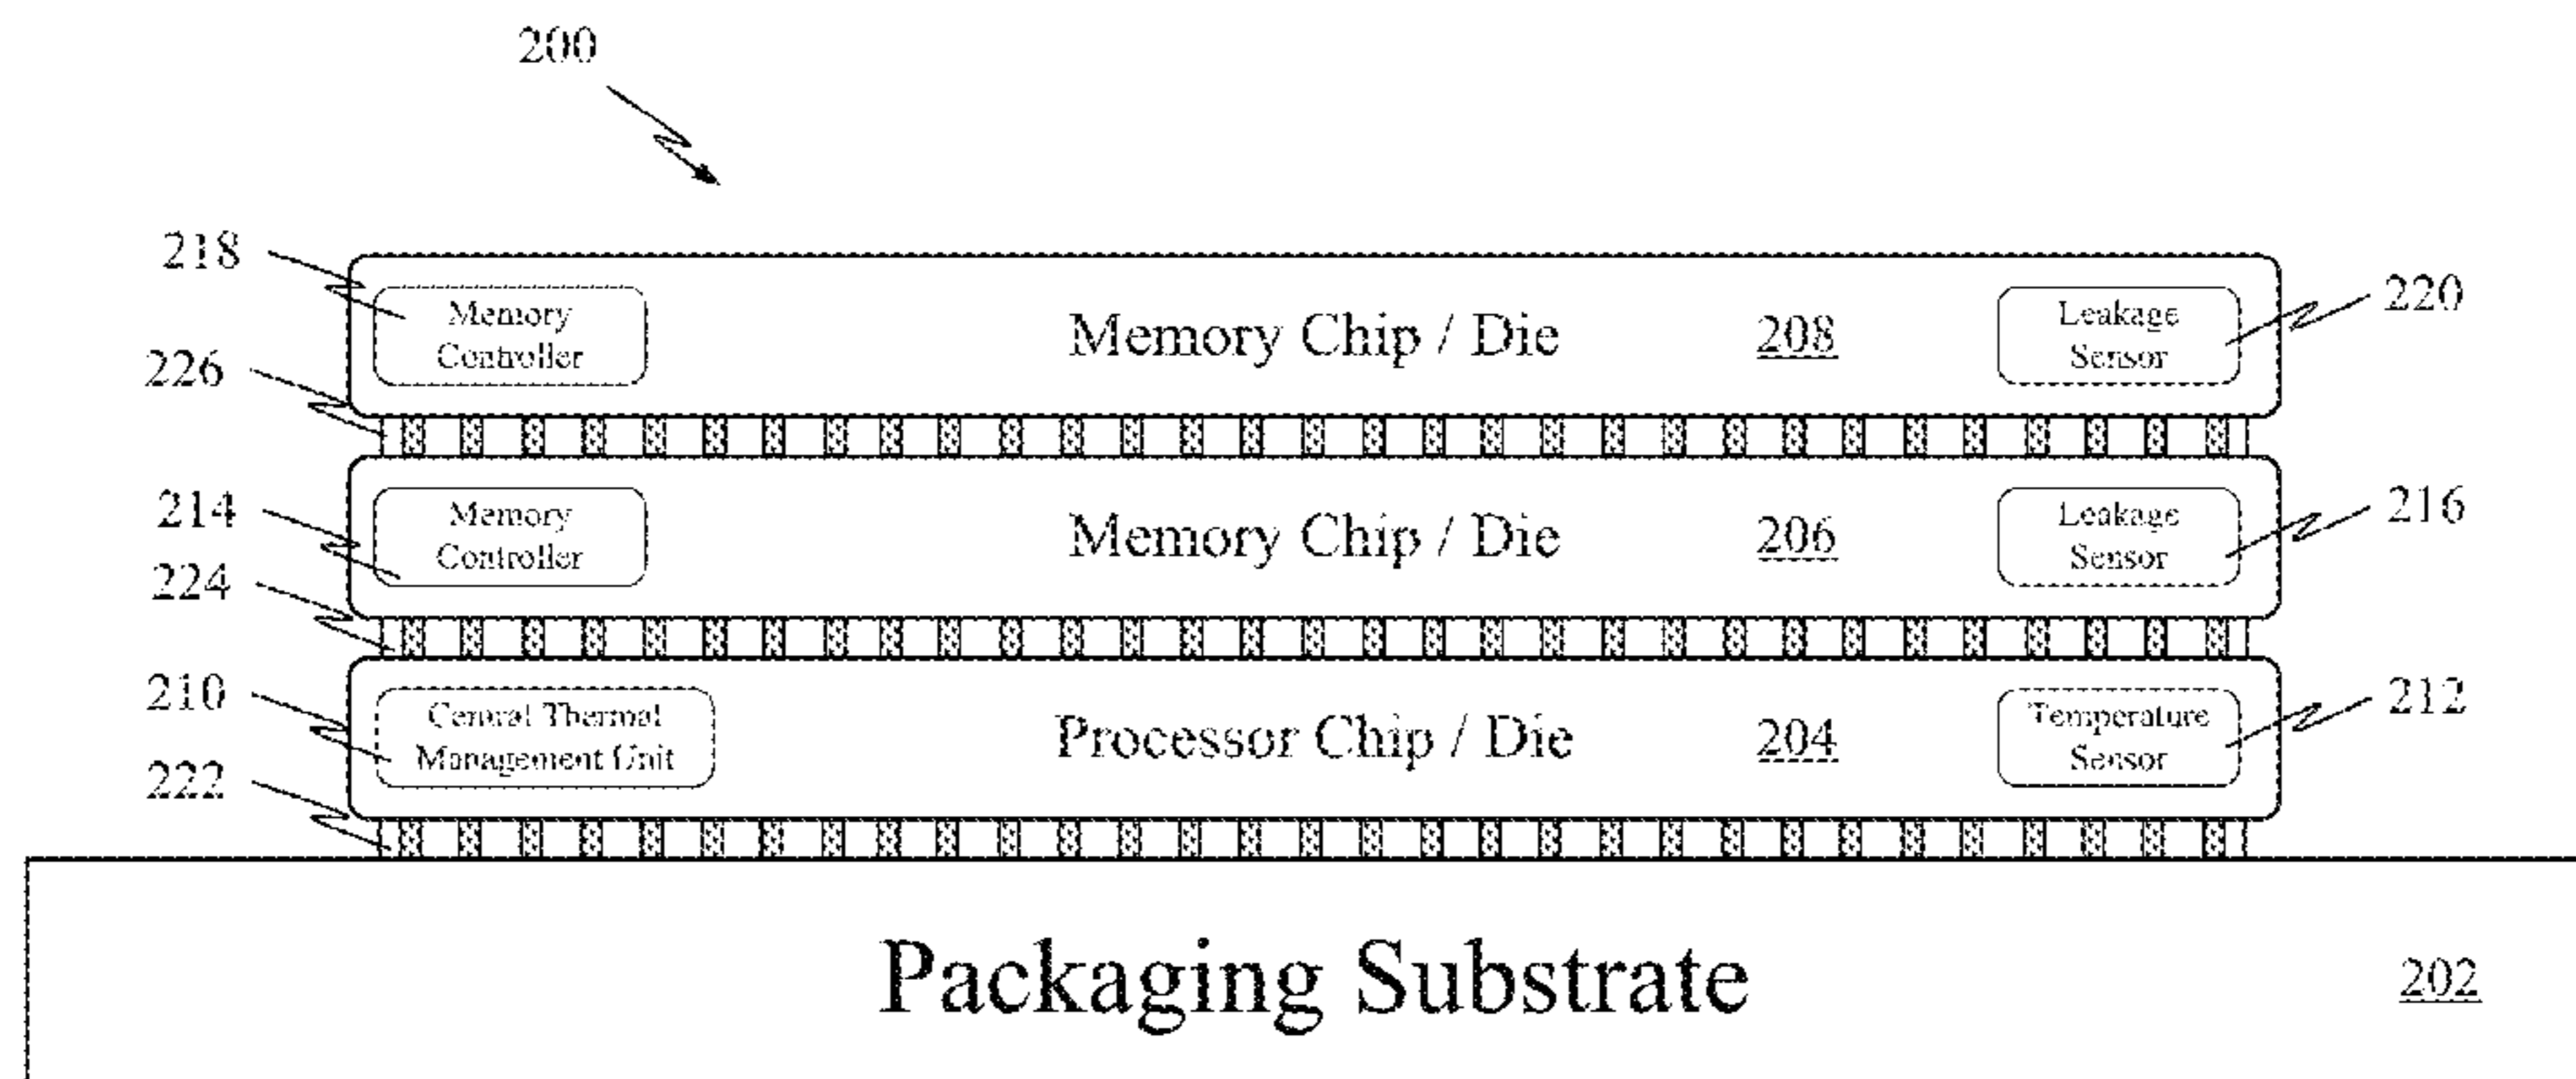 200
218
Memory
Controller
Memory Chip / Die 208
Leakage
Sensor
220
226
214
Memory
Controller
Memory Chip / Die 206
Leakage
Sensor
216
224
210
Central Thermal
Management Unit
Processor Chip / Die 204
Temperature
Sensor
212
222
Packaging Substrate 202